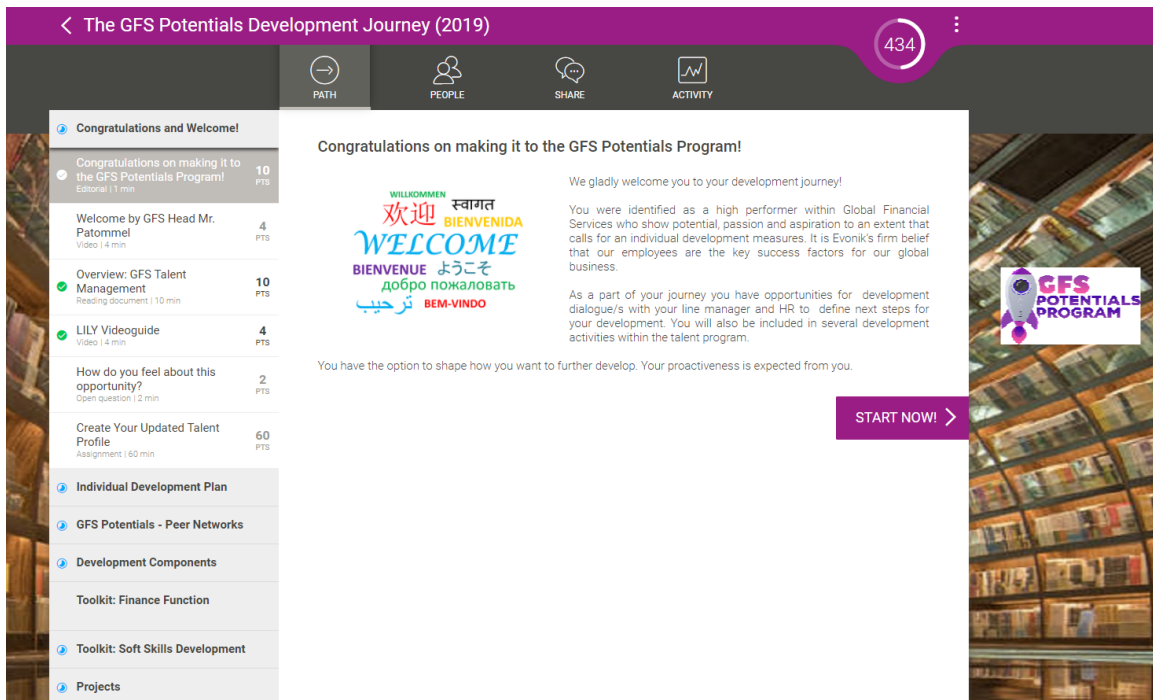 The GFS Potentials Development Journey (2019)
434
PATH
PEOPLE
SHARE
ACTIVITY
Congratulations and Welcome!
Congratulations on making it to
the GFS Potentials Program!
Editorial | 1 min
10
PTS
Welcome by GFS Head Mr.
Patommel
Video | 4 min
4
PTS
Overview: GFS Talent
Management
Reading document | 10 min
10
PTS
LILY Videoguide
Video | 4 min
4
PTS
How do you feel about this
opportunity?
Open question | 2 min
2
PTS
Create Your Updated Talent
Profile
Assignment | 60 min
60
PTS
Individual Development Plan
GFS Potentials - Peer Networks
Development Components
Toolkit: Finance Function
Toolkit: Soft Skills Development
Projects
Congratulations on making it to the GFS Potentials Program!
WILLKOMMEN
欢迎 स्वागत
BIENVENIDA
WELCOME
BIENVENUE ようこそ
добро пожаловать
ترحيب BEM-VINDO
We gladly welcome you to your development journey!
You were identified as a high performer within Global Financial
Services who show potential, passion and aspiration to an extent that
calls for an individual development measures. It is Evonik's firm belief
that our employees are the key success factors for our global
business.
As a part of your journey you have opportunities for development
dialogue/s with your line manager and HR to define next steps for
your development. You will also be included in several development
activities within the talent program.
You have the option to shape how you want to further develop. Your proactiveness is expected from you.
START NOW!
GFS
POTENTIALS
PROGRAM